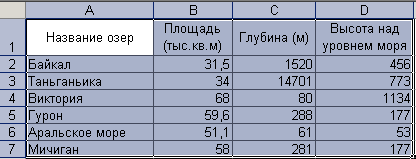 A B C D
1 Название озер Площадь (тыс.кв.м) Глубина (м) Высота над уровнем моря
2 Байкал 31,5 1520 456
3 Таньганьика 34 14701 773
4 Виктория 68 80 1134
5 Гурон 59,6 288 177
6 Аральское море 51,1 61 53
7 Мичиган 58 281 177